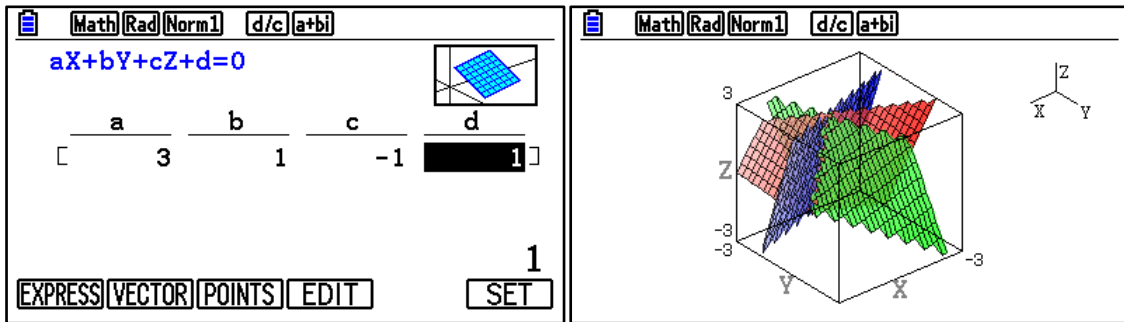 Math Rad Norm1 d/c a+bi
aX+bY+cZ+d=0
a b c d
[ 3 1 -1 1 ]
1
EXPRESS VECTOR POINTS EDIT SET
Math Rad Norm1 d/c a+bi
Z
X Y
3
Z
-3
-3
-3
Y X